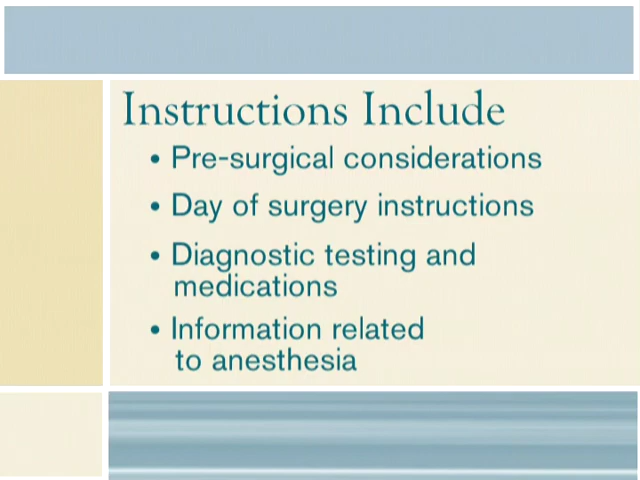 Instructions Include
• Pre-surgical considerations
• Day of surgery instructions
• Diagnostic testing and
medications
• Information related
to anesthesia